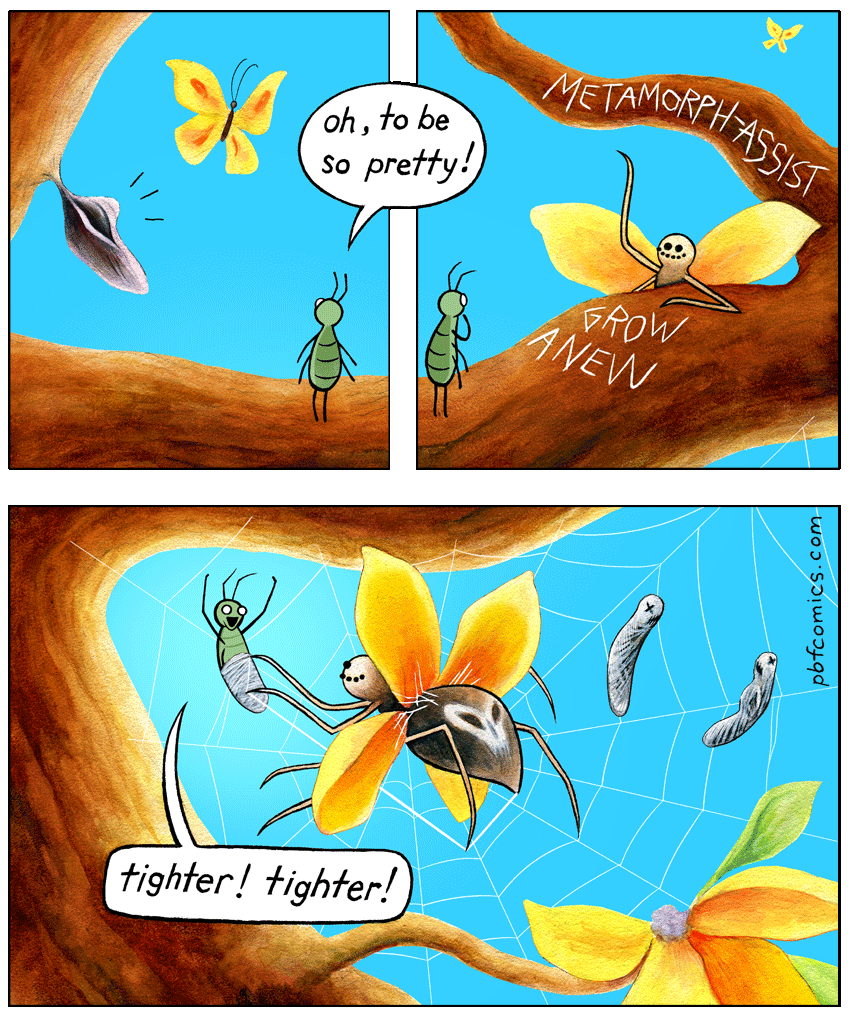 oh, to be
so pretty!
METAMORPH-ASSIST
GROW
ANEW
tighter! tighter!
pbfcomics.com